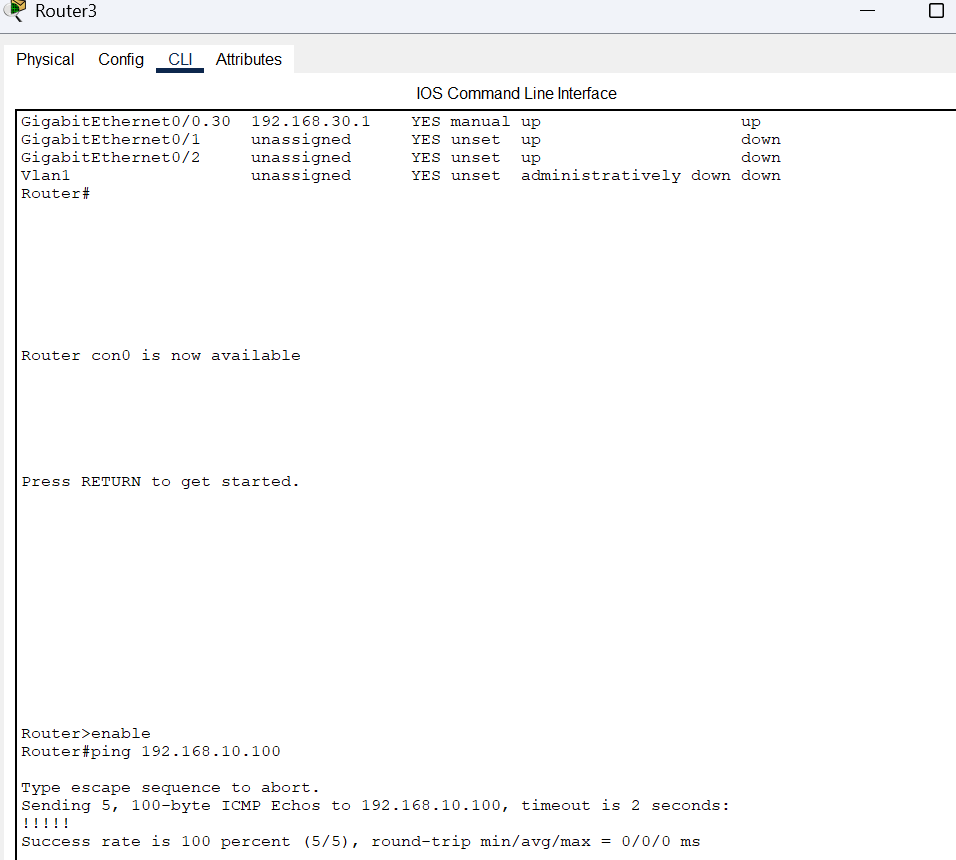 Router3
Physical Config CLI Attributes
IOS Command Line Interface
GigabitEthernet0/0.30 192.168.30.1 YES manual up up
GigabitEthernet0/1 unassigned YES unset up down
GigabitEthernet0/2 unassigned YES unset up down
Vlan1 unassigned YES unset administratively down down
Router#
Router con0 is now available
Press RETURN to get started.
Router>enable
Router#ping 192.168.10.100
Type escape sequence to abort.
Sending 5, 100-byte ICMP Echos to 192.168.10.100, timeout is 2 seconds:
!!!!!
Success rate is 100 percent (5/5), round-trip min/avg/max = 0/0/0 ms